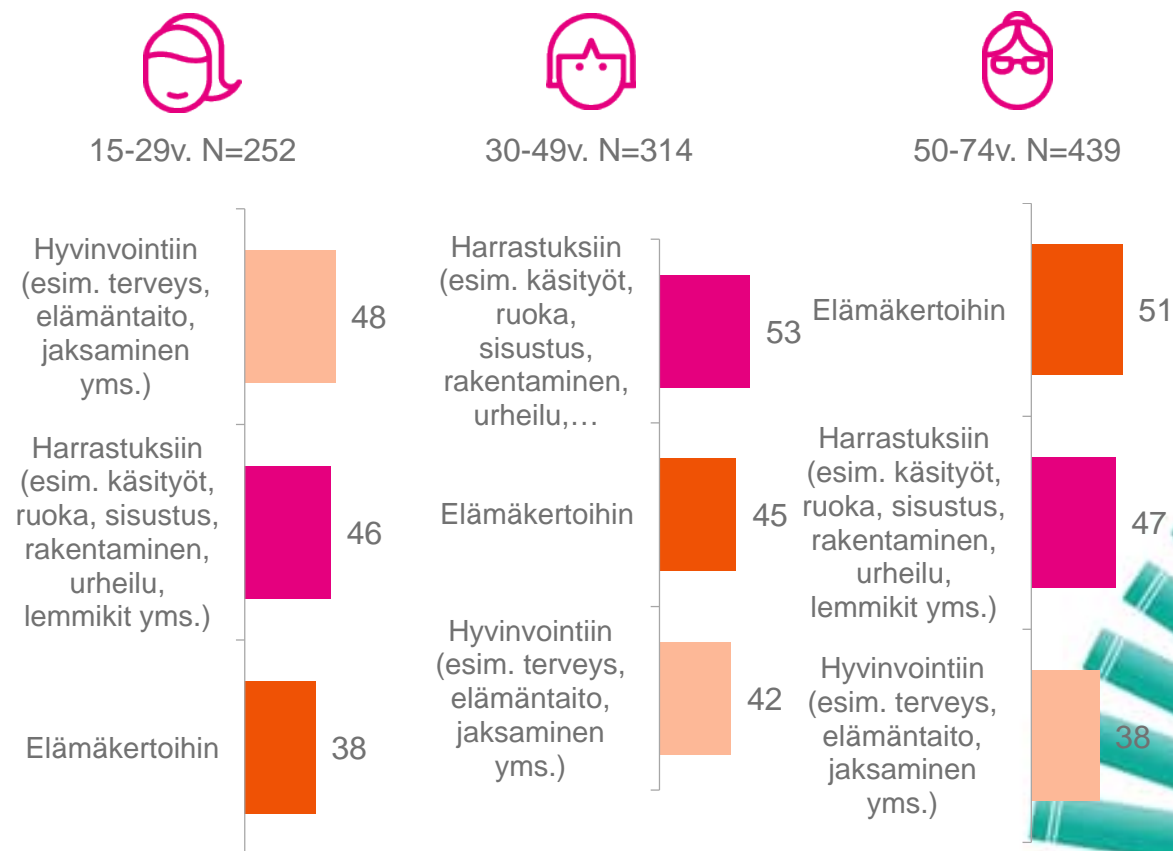 15-29v. N=252
Hyvinvointiin
(esim. terveys,
elämäntaito,
jaksaminen
yms.)
48
Harrastuksiin
(esim. käsityöt,
ruoka, sisustus,
rakentaminen,
urheilu,
lemmikit yms.)
46
Elämäkertoihin
38
30-49v. N=314
Harrastuksiin
(esim. käsityöt,
ruoka,
sisustus,
rakentaminen,
urheilu,…
53
Elämäkertoihin
45
Hyvinvointiin
(esim. terveys,
elämäntaito,
jaksaminen
yms.)
42
50-74v. N=439
Elämäkertoihin
51
Harrastuksiin
(esim. käsityöt,
ruoka, sisustus,
rakentaminen,
urheilu,
lemmikit yms.)
47
Hyvinvointiin
(esim. terveys,
elämäntaito,
jaksaminen
yms.)
38